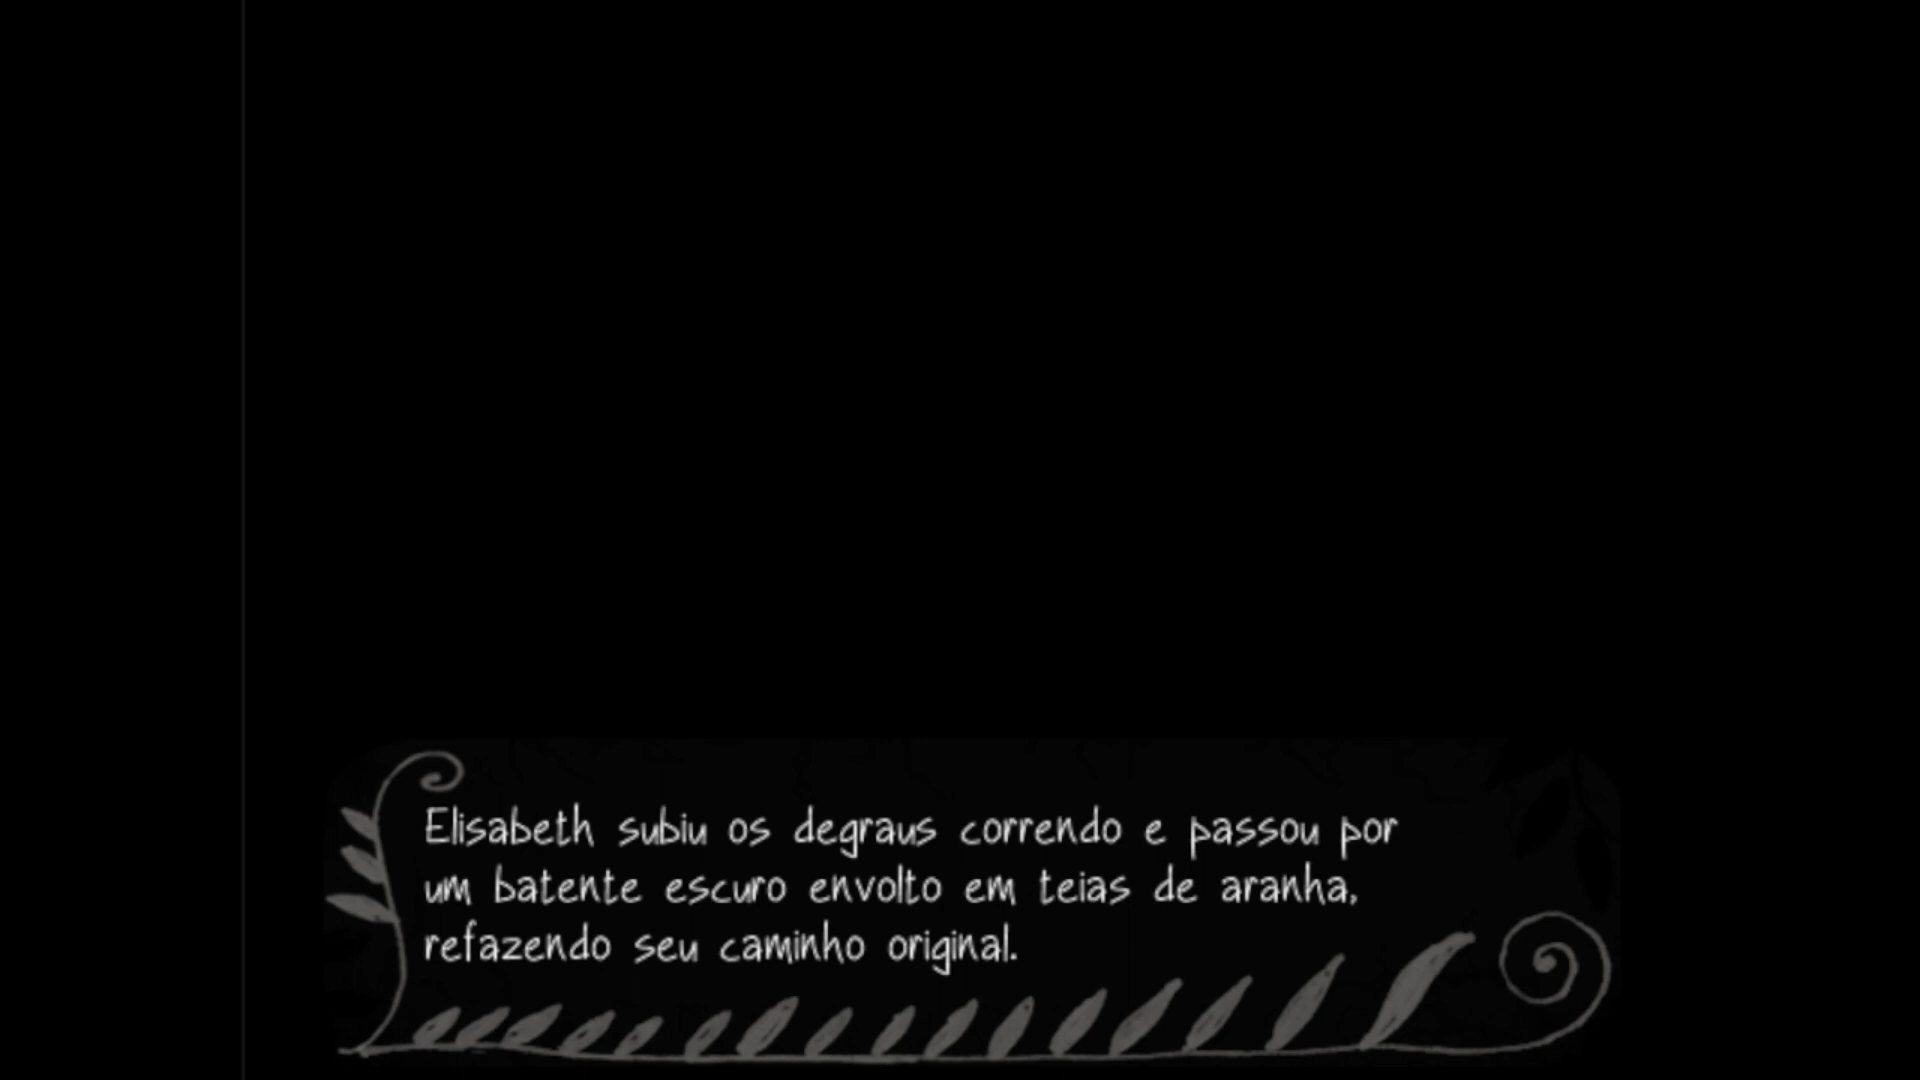 Elisabeth subiu os degraus correndo e passou por
um batente escuro envolto em teias de aranha,
refazendo seu caminho original.